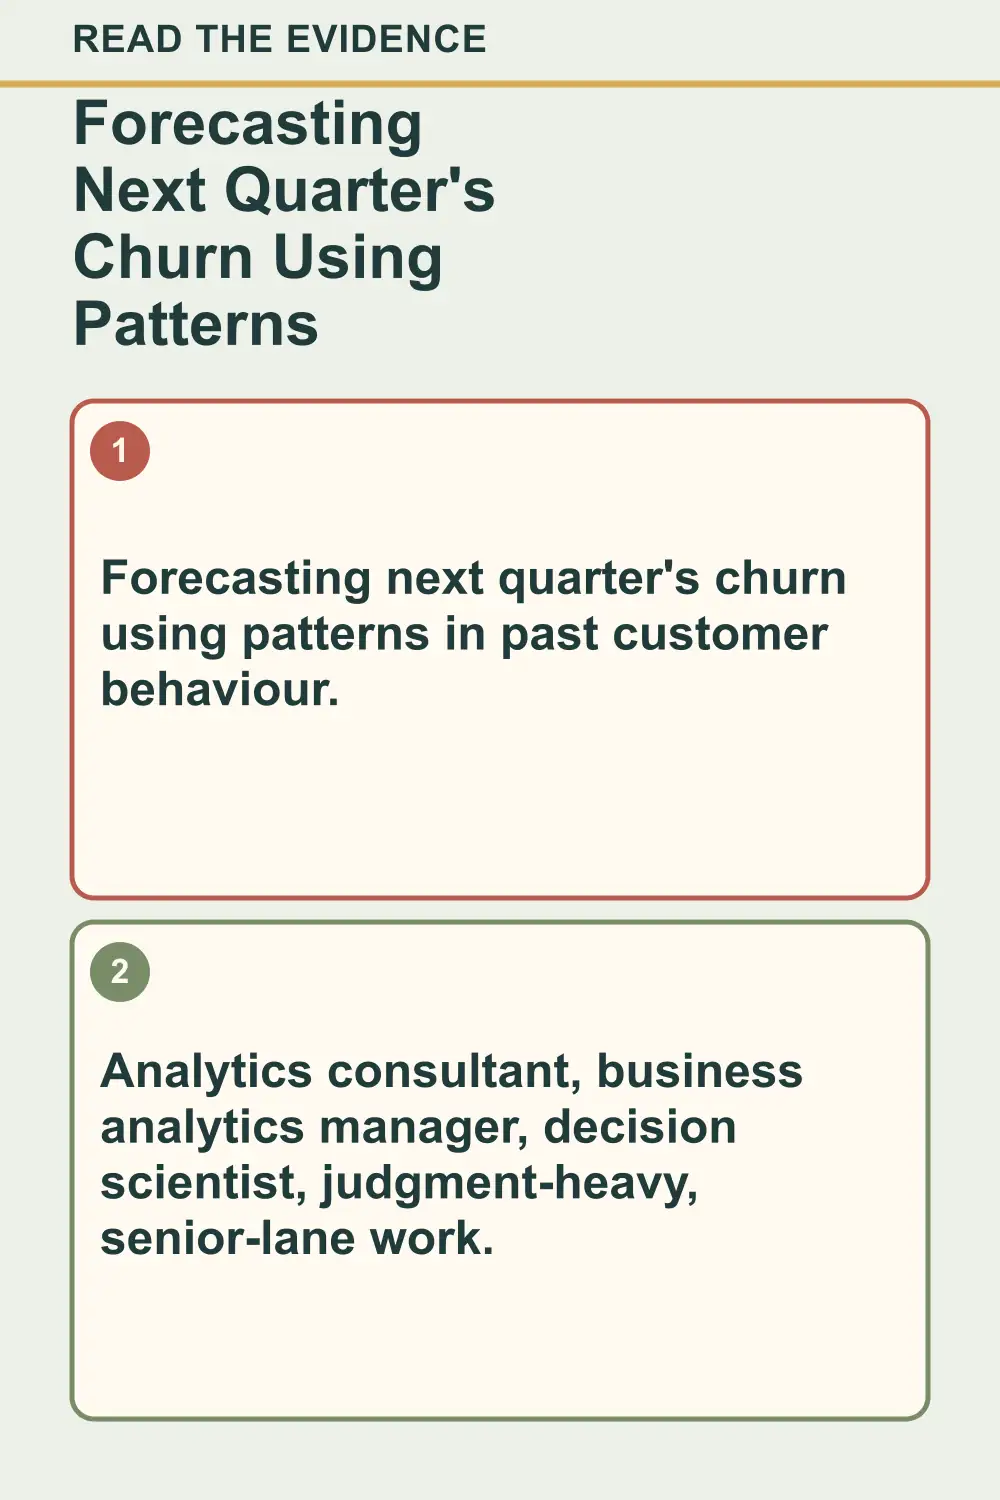 READ THE EVIDENCE
Forecasting
Next Quarter's
Churn Using
Patterns
1
Forecasting next quarter's churn
using patterns in past customer
behaviour.
2
Analytics consultant, business
analytics manager, decision
scientist, judgment-heavy,
senior-lane work.